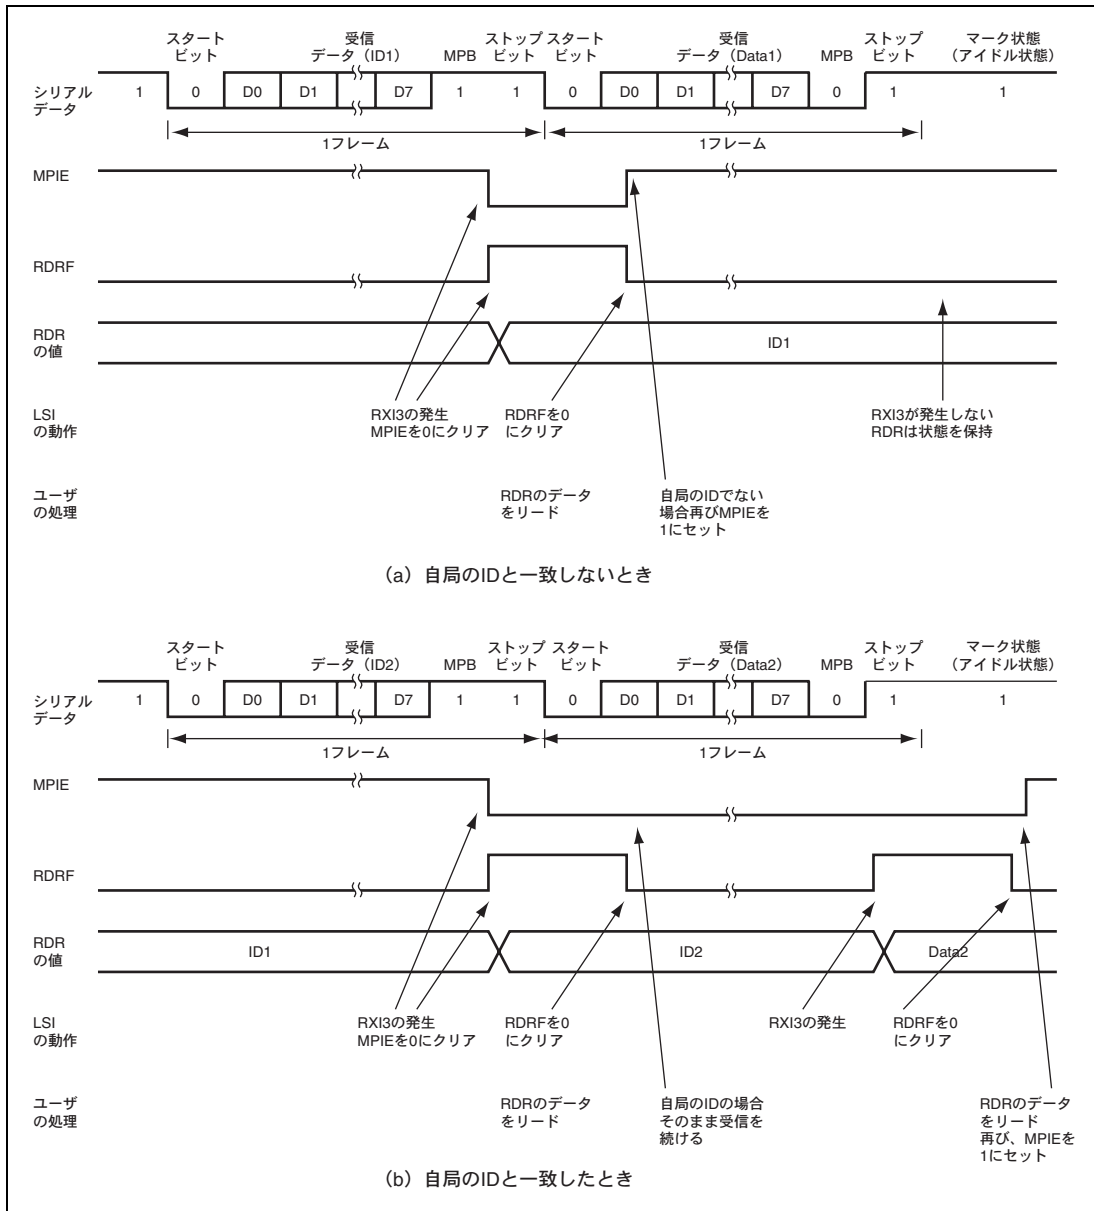 スタート
ビット
受信
データ（ID1）
MPB
ストップ
ビット
スタート
ビット
受信
データ（Data1）
MPB
ストップ
ビット
マーク状態
（アイドル状態）
シリアル
データ
1 0 D0 D1 D7 1 1 0 D0 D1 D7 0 1 1
1フレーム 1フレーム
MPIE
RDRF
RDR
の値
ID1
LSI
の動作
RXI3の発生
MPIEを0にクリア
RDRFを0
にクリア
RXI3が発生しない
RDRは状態を保持
ユーザ
の処理
RDRのデータ
をリード
自局のIDでない
場合再びMPIEを
1にセット
（a）自局のIDと一致しないとき
スタート
ビット
受信
データ（ID2）
MPB
ストップ
ビット
スタート
ビット
受信
データ（Data2）
MPB
ストップ
ビット
マーク状態
（アイドル状態）
シリアル
データ
1 0 D0 D1 D7 1 1 0 D0 D1 D7 0 1 1
1フレーム 1フレーム
MPIE
RDRF
RDR
の値
ID1 ID2 Data2
LSI
の動作
RXI3の発生
MPIEを0にクリア
RDRFを0
にクリア
RXI3の発生
RDRFを0
にクリア
ユーザ
の処理
RDRのデータ
をリード
自局のIDの場合
そのまま受信を
続ける
RDRのデータ
をリード
再び、MPIEを
1にセット
（b）自局のIDと一致したとき